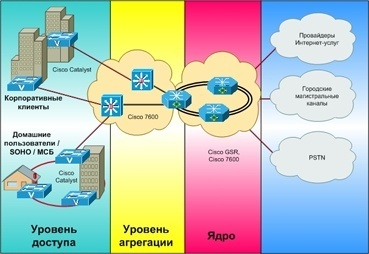 Cisco Catalyst
Корпоративные
клиенты
Домашние
пользователи /
SOHO / МСБ
Cisco
Catalyst
Уровень
доступа
Cisco 7600
Уровень
агрегации
Cisco GSR,
Cisco 7600
Ядро
Провайдеры
Интернет-услуг
Городские
магистральные
каналы
PSTN